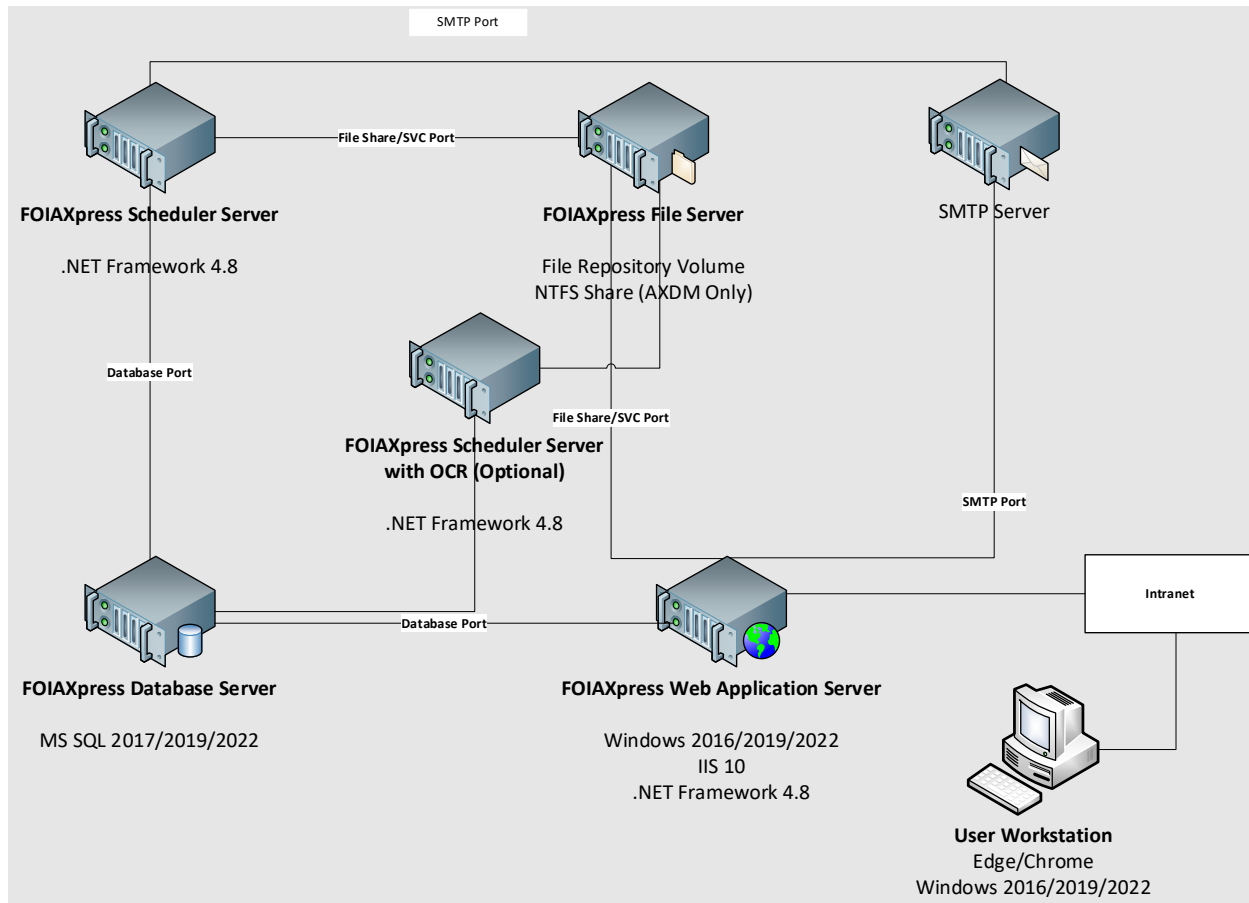 SMTP Port
File Share/SVC Port
FOIAXpress Scheduler Server
.NET Framework 4.8
FOIAXpress File Server
File Repository Volume
NTFS Share (AXDM Only)
SMTP Server
Database Port
FOIAXpress Scheduler Server
with OCR (Optional)
.NET Framework 4.8
File Share/SVC Port
SMTP Port
Intranet
Database Port
FOIAXpress Database Server
MS SQL 2017/2019/2022
FOIAXpress Web Application Server
Windows 2016/2019/2022
IIS 10
.NET Framework 4.8
User Workstation
Edge/Chrome
Windows 2016/2019/2022